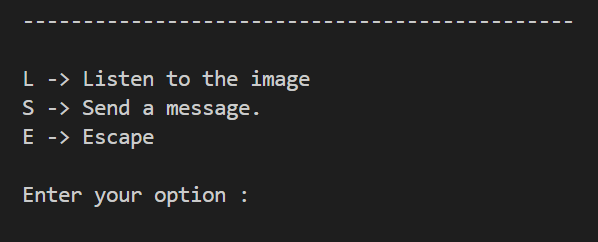 ----------------------------------------------
L -> Listen to the image
S -> Send a message.
E -> Escape
Enter your option :